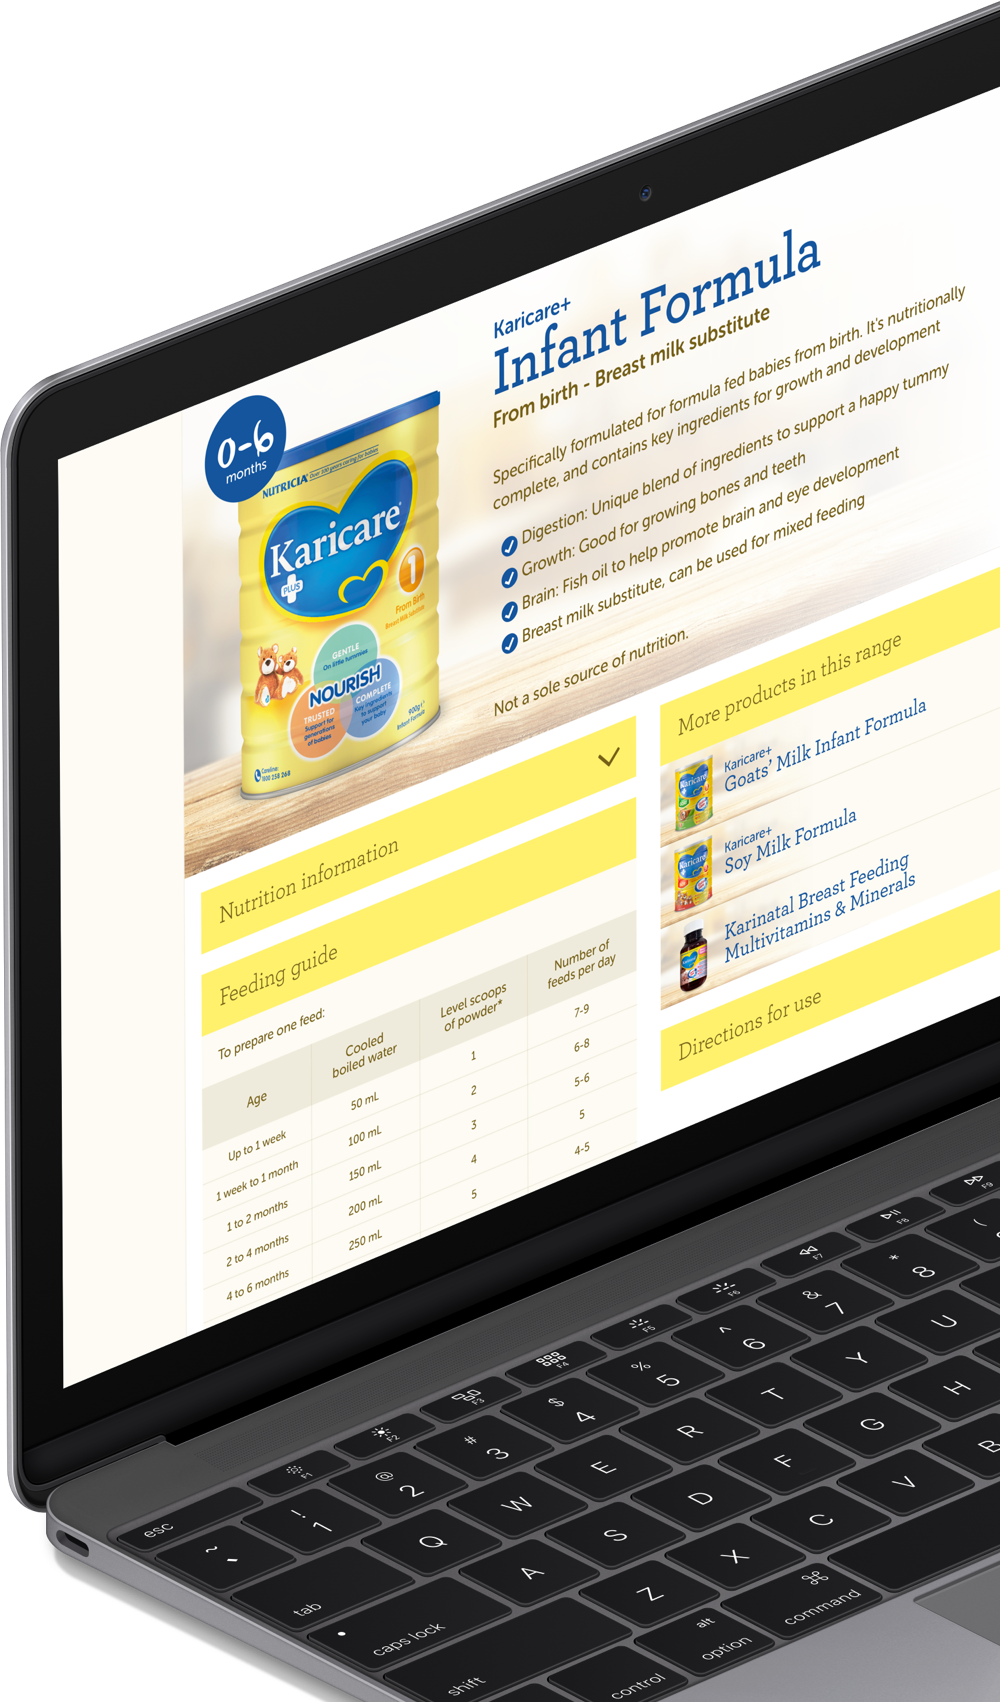 Karicare+
Infant Formula
From birth - Breast milk substitute
Specifically formulated for formula fed babies from birth. It's nutritionally
complete, and contains key ingredients for growth and development
Digestion: Unique blend of ingredients to support a happy tummy
Growth: Good for growing bones and teeth
Brain: Fish oil to help promote brain and eye development
Breast milk substitute, can be used for mixed feeding
Not a sole source of nutrition.
0-6
months
NUTRICIA Over 100 years caring for babies
Karicare
PLUS
1
From Birth
Breast Milk Substitute
GENTLE
On little tummies
NOURISH
TRUSTED
Support for
generations
of babies
COMPLETE
Key ingredients
to support
your baby
900g
Infant Formula
Careline:
1800 258 268
Nutrition information
Feeding guide
To prepare one feed:
Age
Cooled
boiled water
Level scoops
of powder*
Number of
feeds per day
Up to 1 week
50 mL
1
7-9
1 week to 1 month
100 mL
2
6-8
1 to 2 months
150 mL
3
5-6
2 to 4 months
200 mL
4
5
4 to 6 months
250 mL
5
4-5
More products in this range
Karicare+
Goats' Milk Infant Formula
Karicare+
Soy Milk Formula
Karinatal Breast Feeding
Multivitamins & Minerals
Directions for use
esc
F1
F2
F3
F4
F5
F6
F7
F8
F9
~
! 1
@ 2
# 3
$ 4
% 5
^ 6
& 7
* 8
(
tab
Q W E R T Y U
caps lock
A S D F G H
shift
Z X C V B
control
alt
option
⌘
command